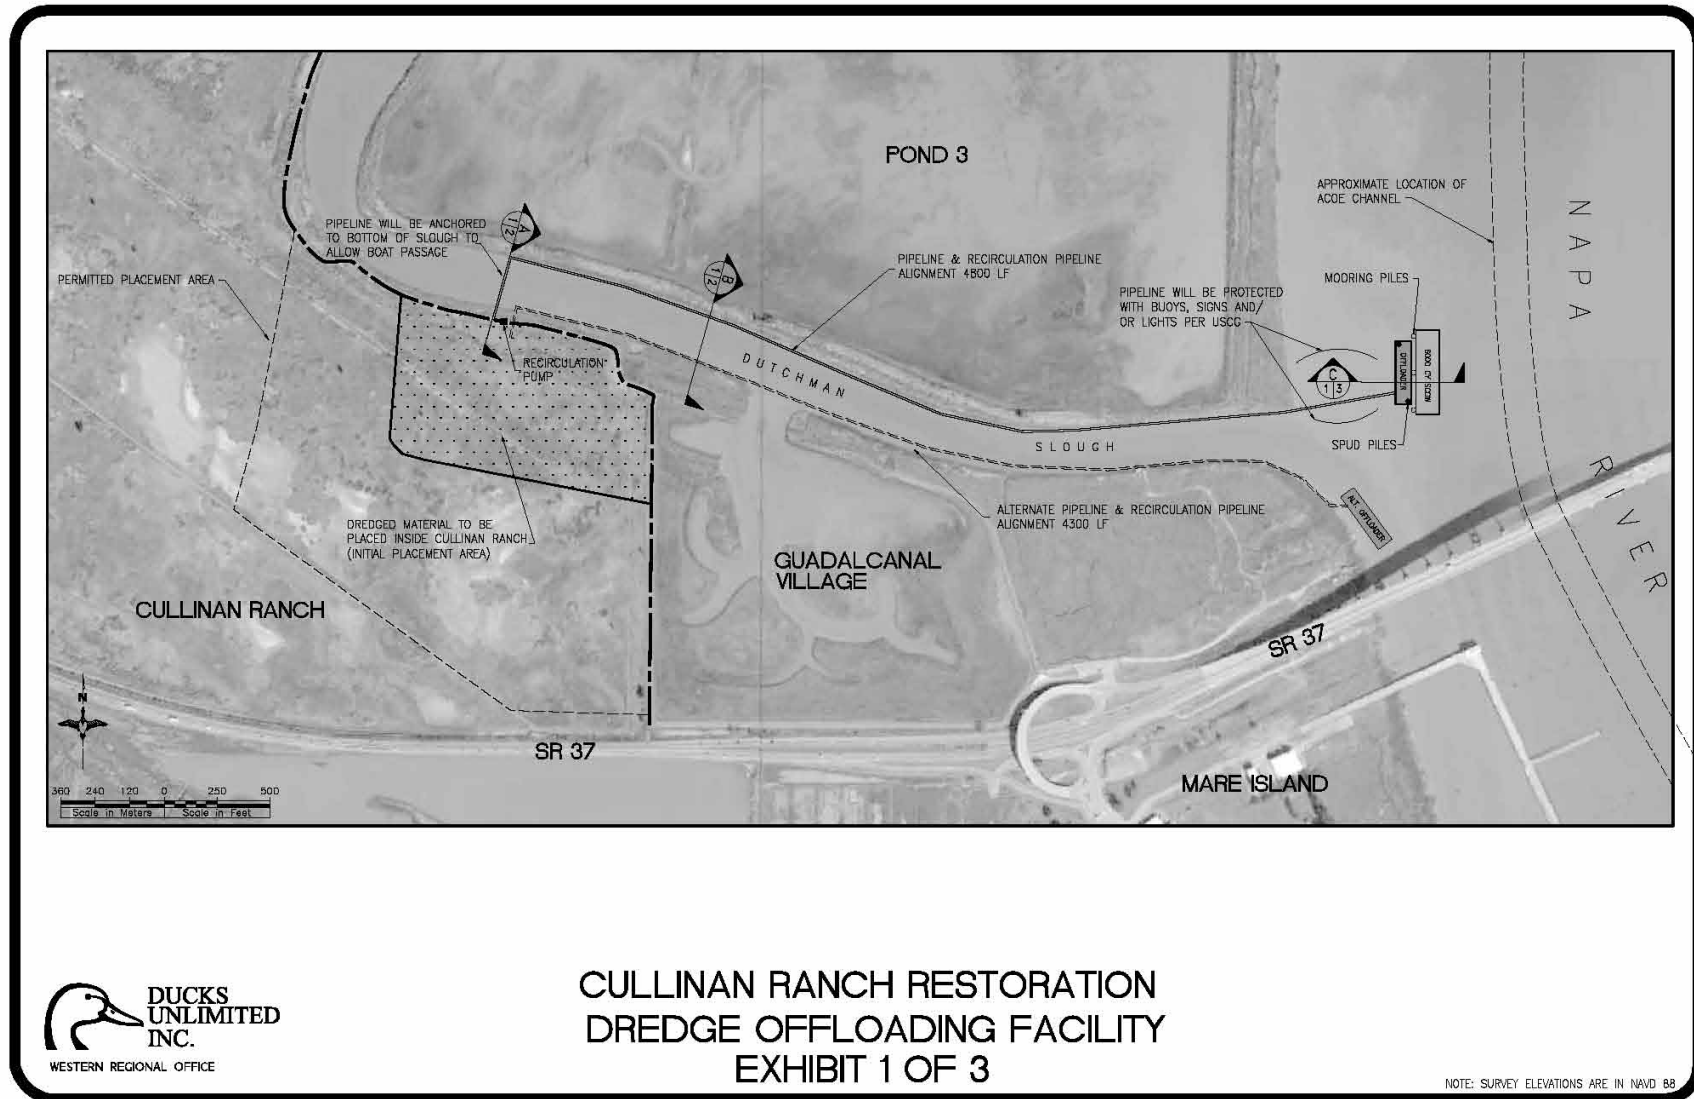 POND 3
APPROXIMATE LOCATION OF
ACOE CHANNEL
NAPA
RIVER
PIPELINE WILL BE ANCHORED
TO BOTTOM OF SLOUGH TO
ALLOW BOAT PASSAGE
A
1 2
B
1 2
PIPELINE & RECIRCULATION PIPELINE
ALIGNMENT 4800 LF
PERMITTED PLACEMENT AREA
PIPELINE WILL BE PROTECTED
WITH BUOYS, SIGNS AND/
OR LIGHTS PER USCG
MOORING PILES
C
1 3
OFFLOADER
5000 CY SCOW
SPUD PILES
RECIRCULATION
PUMP
DUTCHMAN
SLOUGH
ALTERNATE PIPELINE & RECIRCULATION PIPELINE
ALIGNMENT 4300 LF
ALT. OFFLOADER
DREDGED MATERIAL TO BE
PLACED INSIDE CULLINAN RANCH
(INITIAL PLACEMENT AREA)
GUADALCANAL
VILLAGE
CULLINAN RANCH
SR 37
SR 37
MARE ISLAND
N
360 240 120 0 250 500
Scale in Meters Scale in Feet
DUCKS
UNLIMITED
INC.
WESTERN REGIONAL OFFICE
CULLINAN RANCH RESTORATION
DREDGE OFFLOADING FACILITY
EXHIBIT 1 OF 3
NOTE: SURVEY ELEVATIONS ARE IN NAVD 88